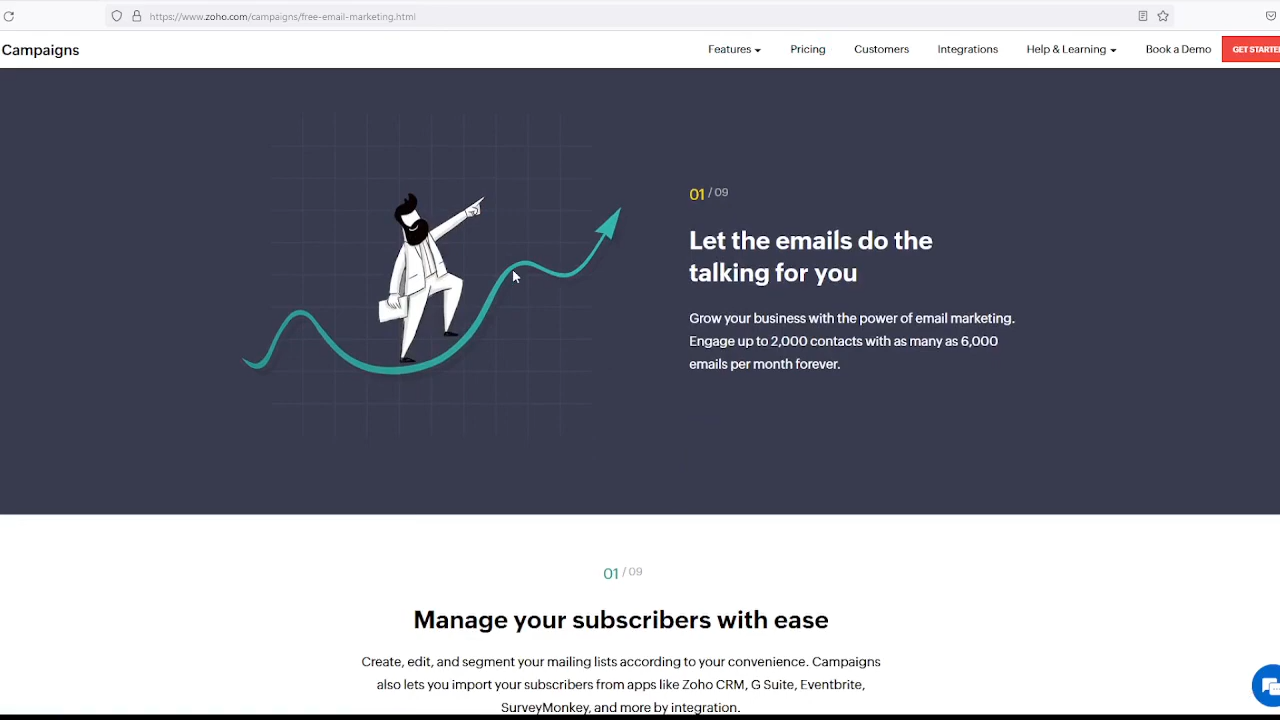 https://www.zoho.com/campaigns/free-email-marketing.html
Campaigns
Features
Pricing
Customers
Integrations
Help & Learning
Book a Demo
GET STARTE
01 / 09
Let the emails do the
talking for you
Grow your business with the power of email marketing.
Engage up to 2,000 contacts with as many as 6,000
emails per month forever.
01 / 09
Manage your subscribers with ease
Create, edit, and segment your mailing lists according to your convenience. Campaigns
also lets you import your subscribers from apps like Zoho CRM, G Suite, Eventbrite,
SurveyMonkey, and more by integration.